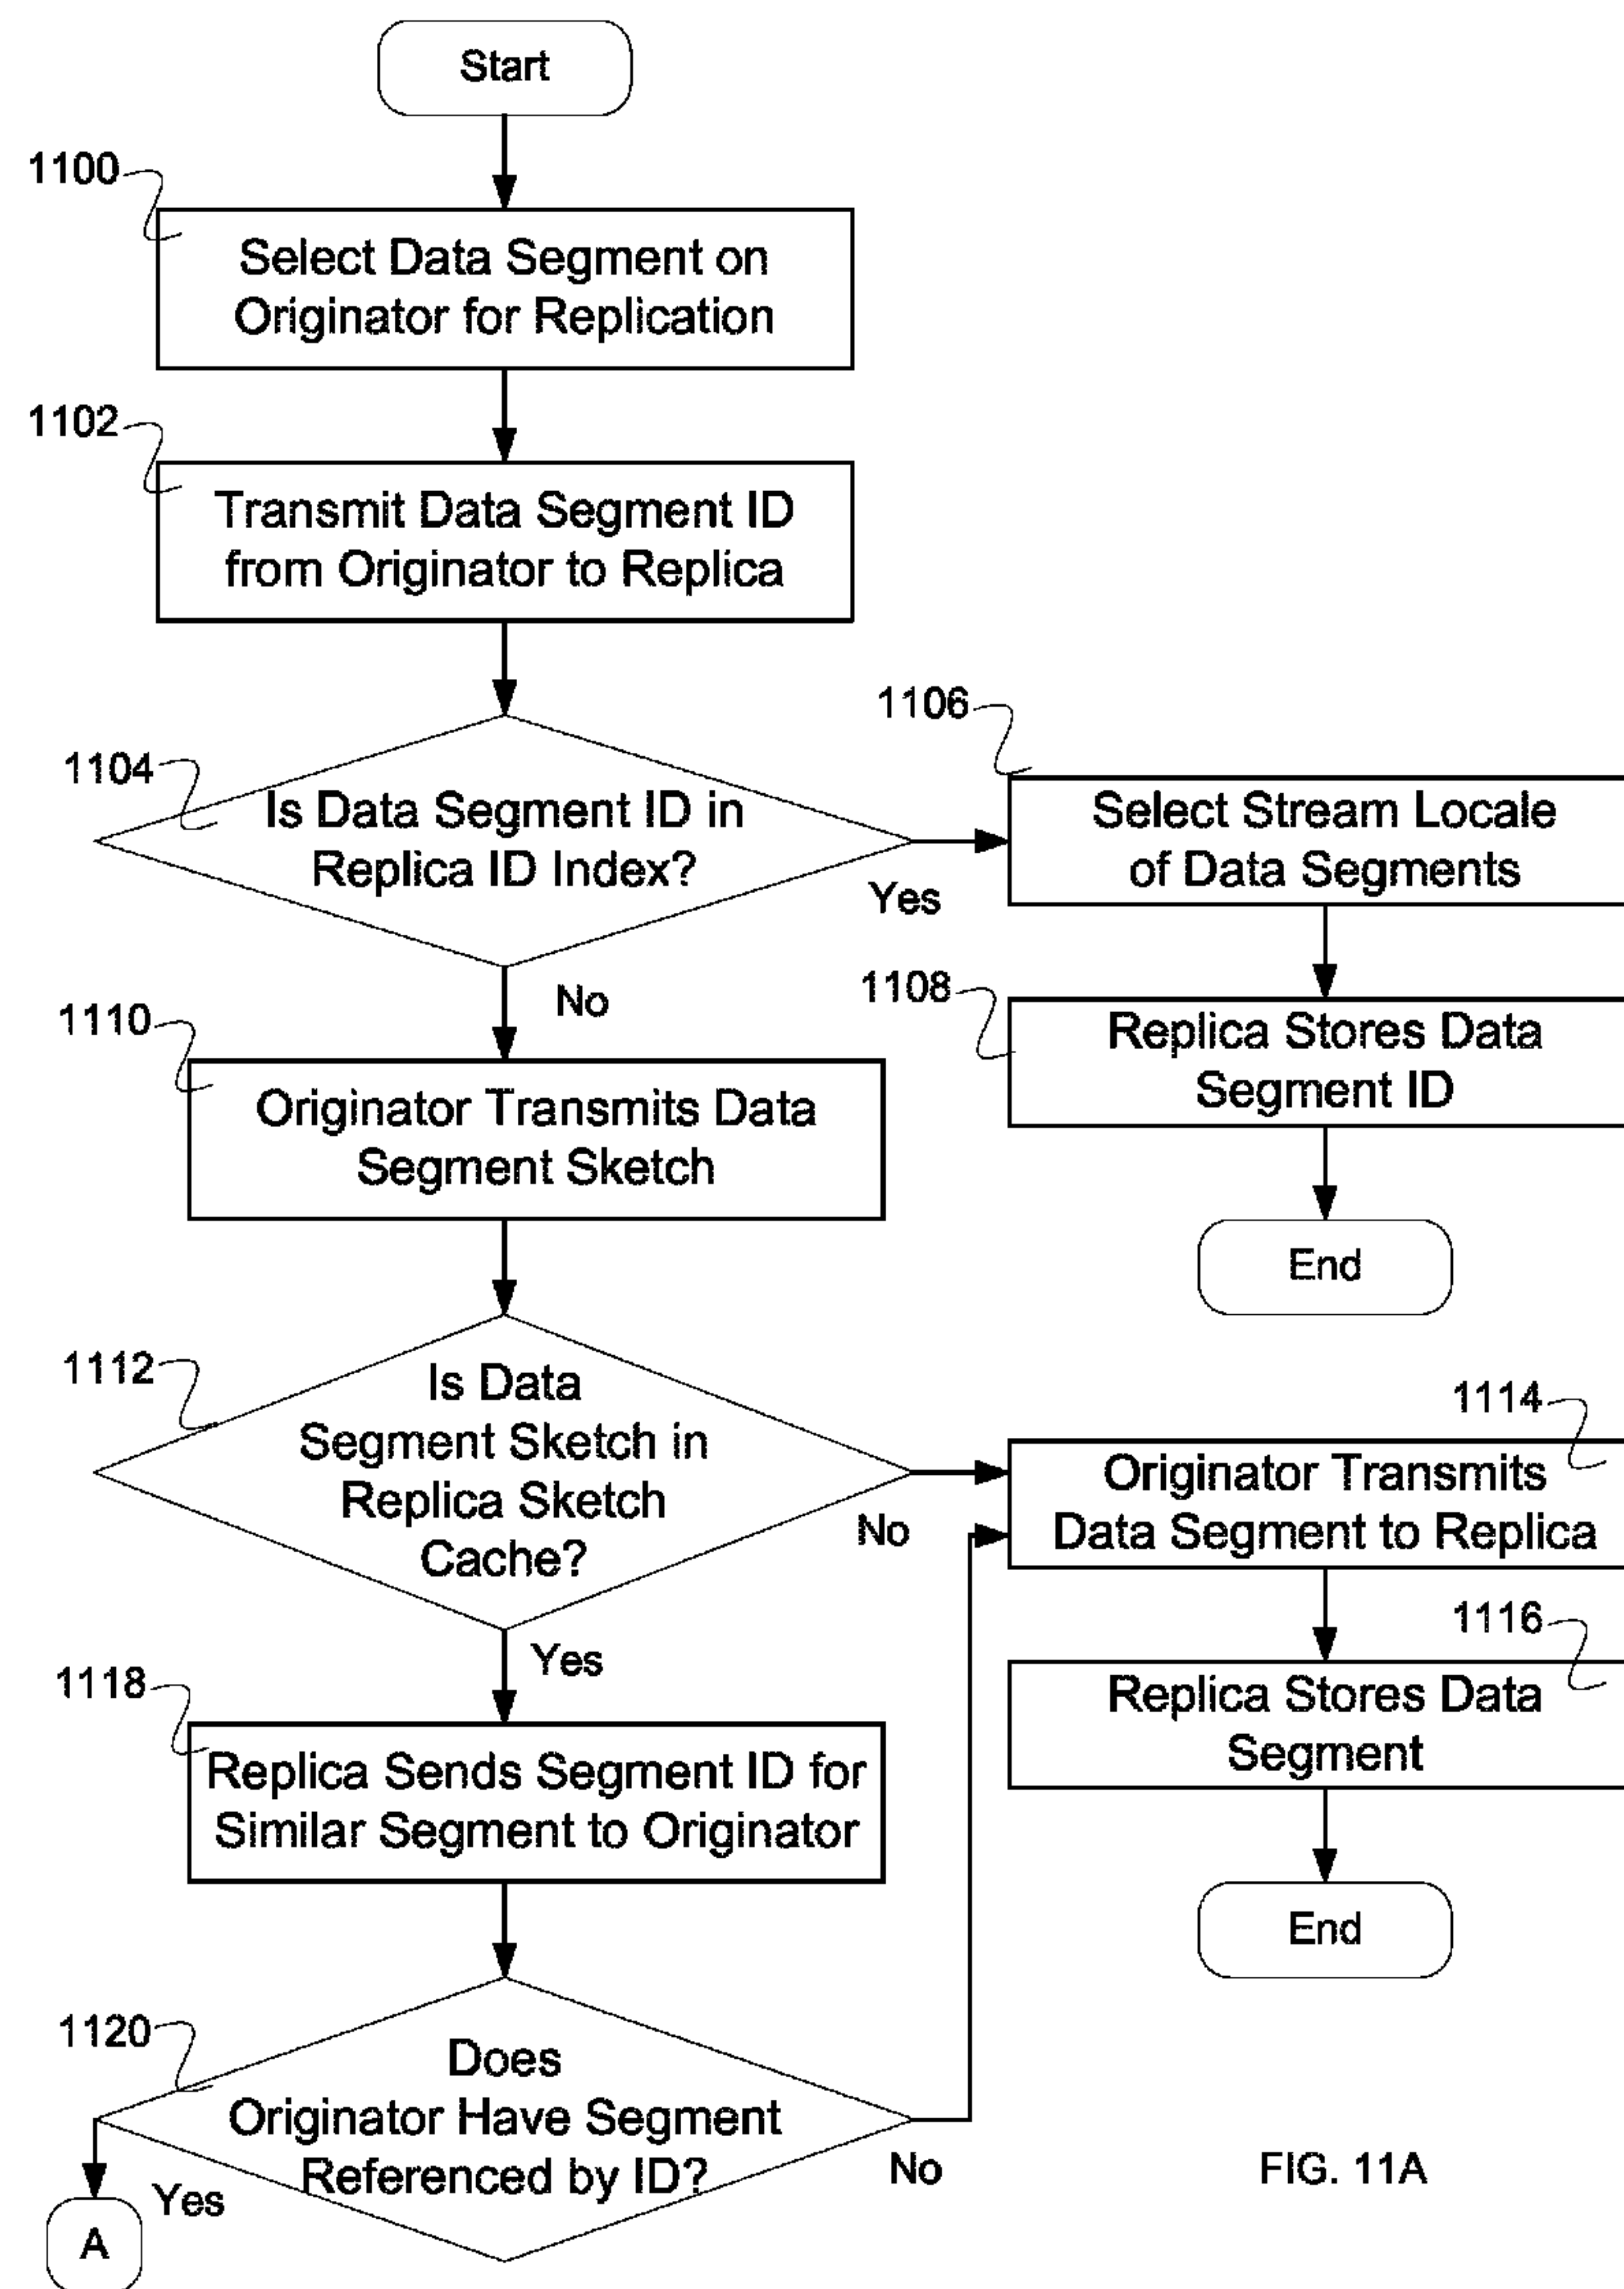 Start
1100
Select Data Segment on
Originator for Replication
1102
Transmit Data Segment ID
from Originator to Replica
1104
Is Data Segment ID in
Replica ID Index?
Yes
No
1106
Select Stream Locale
of Data Segments
1108
Replica Stores Data
Segment ID
End
1110
Originator Transmits Data
Segment Sketch
1112
Is Data
Segment Sketch in
Replica Sketch
Cache?
No
Yes
1114
Originator Transmits
Data Segment to Replica
1116
Replica Stores Data
Segment
End
1118
Replica Sends Segment ID for
Similar Segment to Originator
1120
Does
Originator Have Segment
Referenced by ID?
No
Yes
A
FIG. 11A